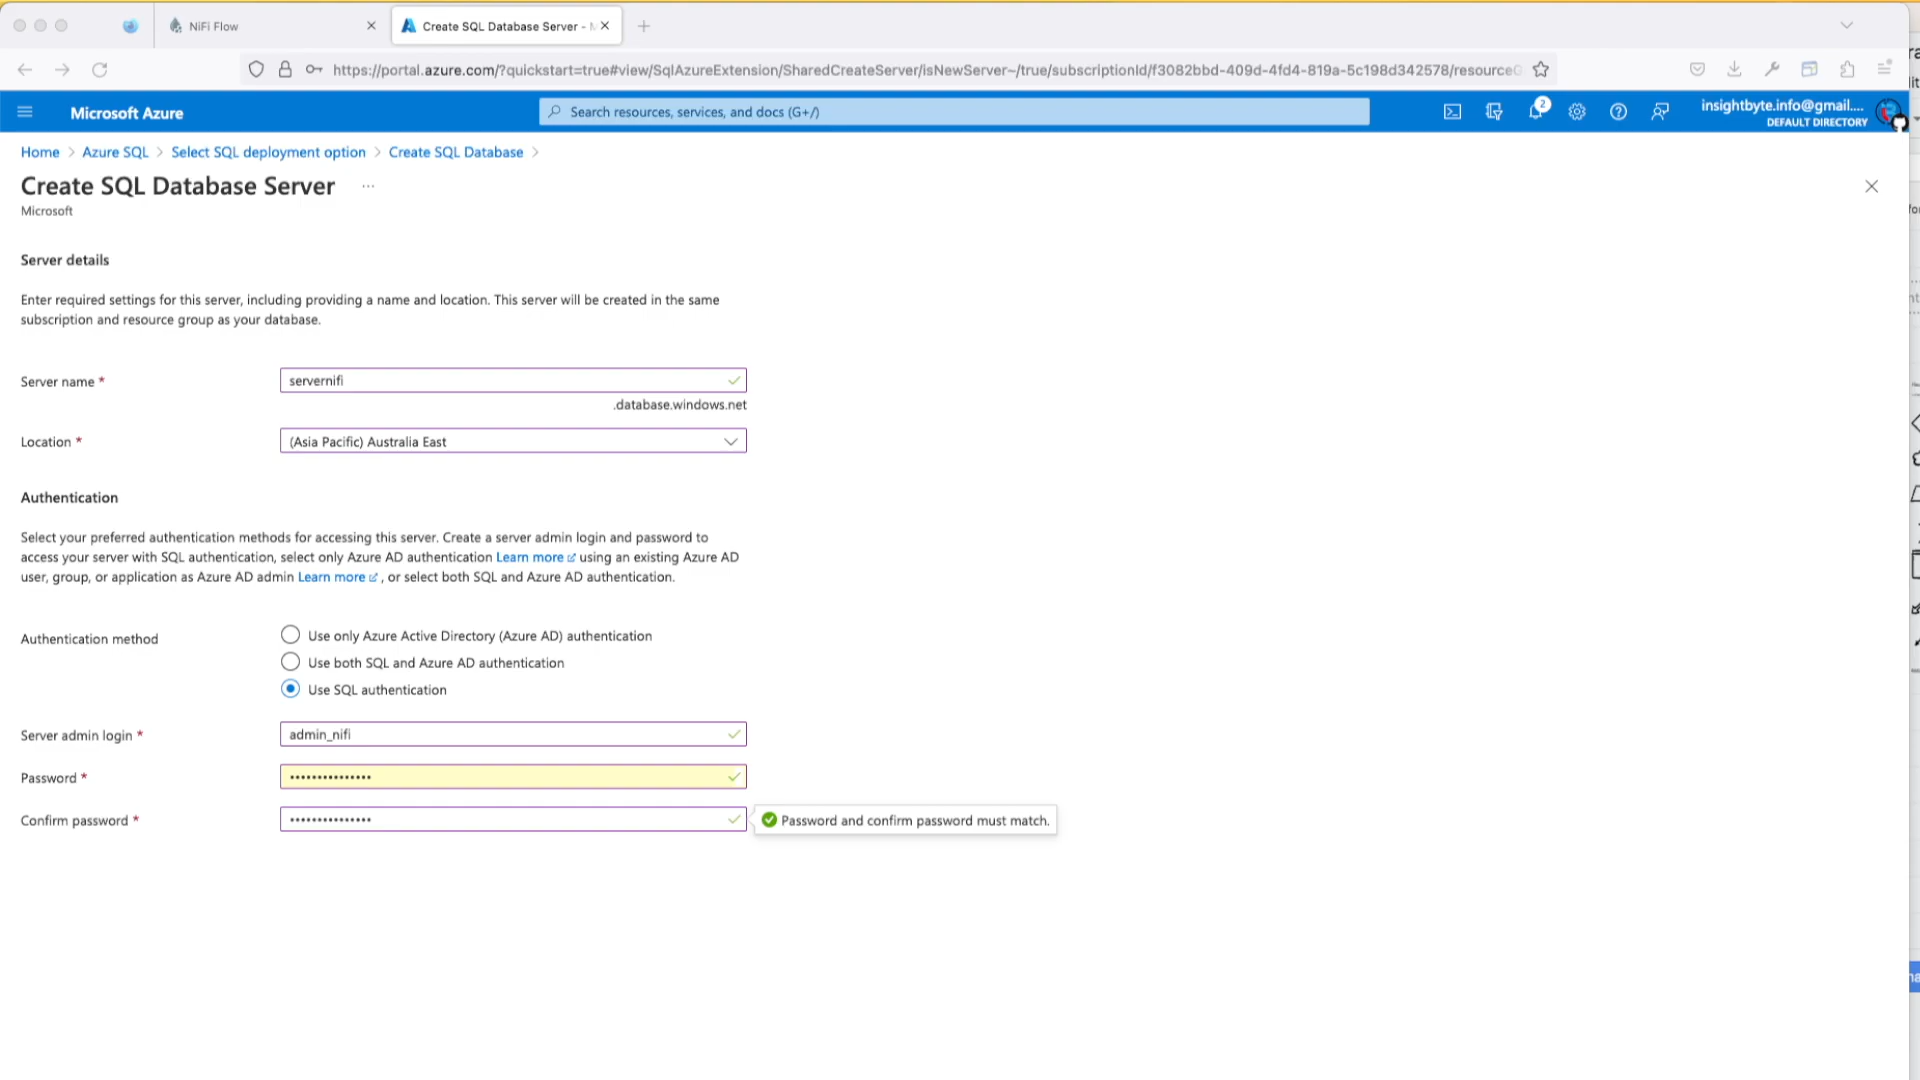 NiFi Flow
Create SQL Database Server -
https://portal.azure.com/?quickstart=true#view/SqlAzureExtension/SharedCreateServer/isNewServer~/true/subscriptionId/f3082bbd-409d-4fd4-819a-5c198d342578/resourceG
Microsoft Azure
Search resources, services, and docs (G+/)
2
insightbyte.info@gmail....
DEFAULT DIRECTORY
Home > Azure SQL > Select SQL deployment option > Create SQL Database >
Create SQL Database Server ...
Microsoft
Server details
Enter required settings for this server, including providing a name and location. This server will be created in the same
subscription and resource group as your database.
Server name * servernifi
.database.windows.net
Location * (Asia Pacific) Australia East
Authentication
Select your preferred authentication methods for accessing this server. Create a server admin login and password to
access your server with SQL authentication, select only Azure AD authentication Learn more using an existing Azure AD
user, group, or application as Azure AD admin Learn more , or select both SQL and Azure AD authentication.
Authentication method
Use only Azure Active Directory (Azure AD) authentication
Use both SQL and Azure AD authentication
Use SQL authentication
Server admin login * admin_nifi
Password * •••••••••••••••
Confirm password * •••••••••••••••
Password and confirm password must match.